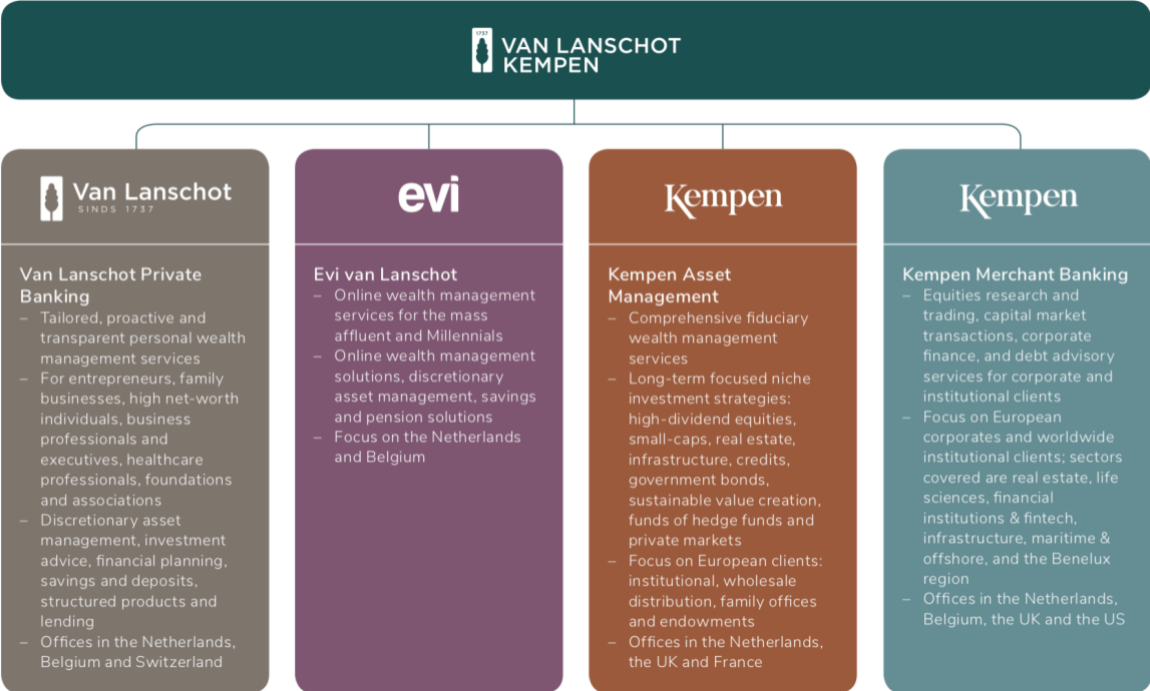 1737
VAN LANSCHOT
KEMPEN
Van Lanschot
SINDS 1737
Van Lanschot Private
Banking
– Tailored, proactive and
transparent personal wealth
management services
– For entrepreneurs, family
businesses, high net-worth
individuals, business
professionals and
executives, healthcare
professionals, foundations
and associations
– Discretionary asset
management, investment
advice, financial planning,
savings and deposits,
structured products and
lending
– Offices in the Netherlands,
Belgium and Switzerland
evi
Evi van Lanschot
– Online wealth management
services for the mass
affluent and Millennials
– Online wealth management
solutions, discretionary
asset management, savings
and pension solutions
– Focus on the Netherlands
and Belgium
Kempen
Kempen Asset
Management
– Comprehensive fiduciary
wealth management
services
– Long-term focused niche
investment strategies:
high-dividend equities,
small-caps, real estate,
infrastructure, credits,
government bonds,
sustainable value creation,
funds of hedge funds and
private markets
– Focus on European clients:
institutional, wholesale
distribution, family offices
and endowments
– Offices in the Netherlands,
the UK and France
Kempen
Kempen Merchant Banking
– Equities research and
trading, capital market
transactions, corporate
finance, and debt advisory
services for corporate and
institutional clients
– Focus on European
corporates and worldwide
institutional clients; sectors
covered are real estate, life
sciences, financial
institutions & fintech,
infrastructure, maritime &
offshore, and the Benelux
region
– Offices in the Netherlands,
Belgium, the UK and the US